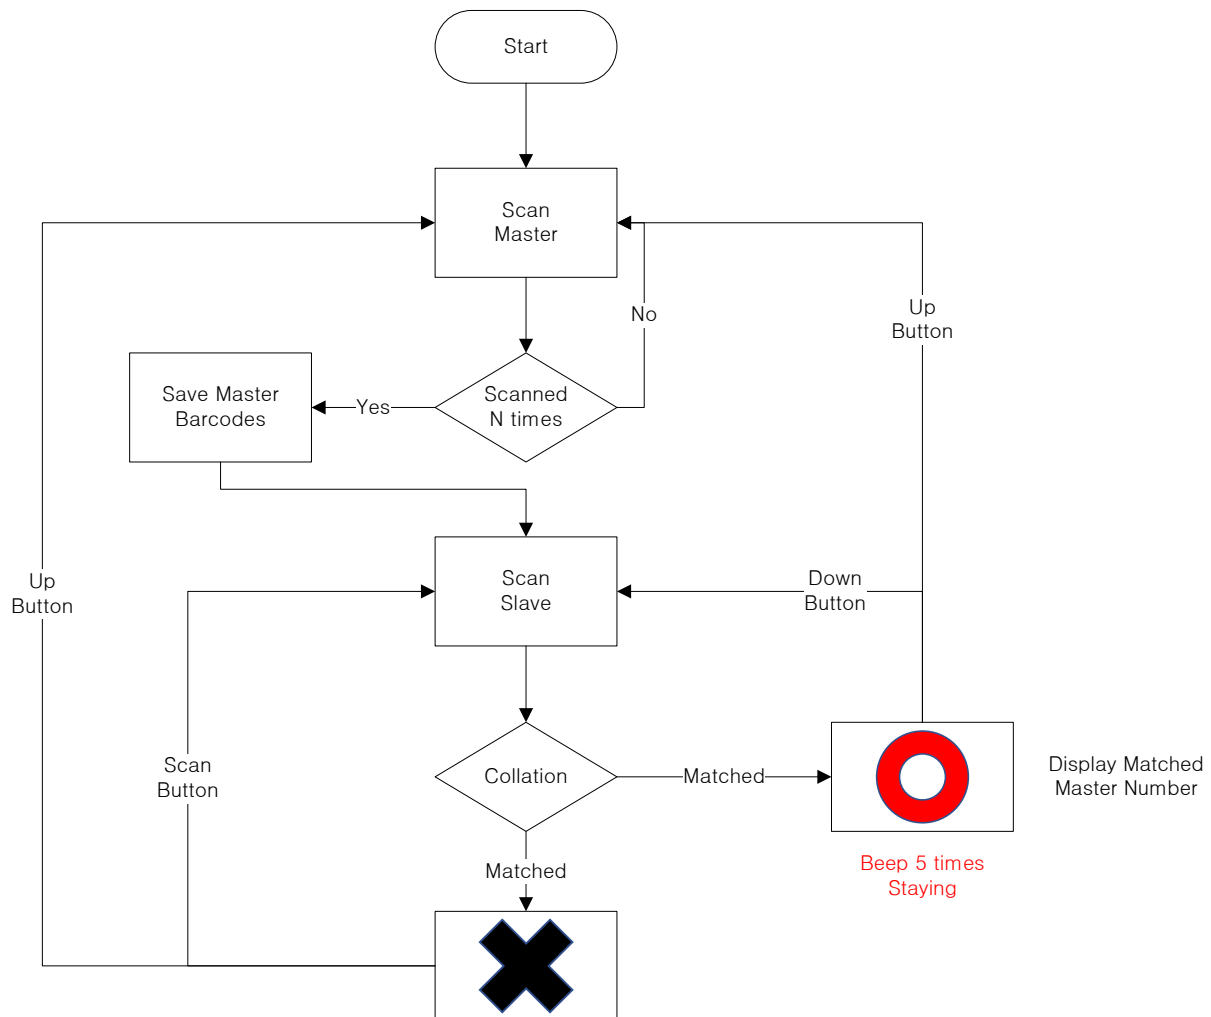 Start
Scan
Master
No
Up
Button
Save Master
Barcodes
Yes
Scanned
N times
Up
Button
Scan
Slave
Down
Button
Scan
Button
Collation
Matched
Display Matched
Master Number
Beep 5 times
Staying
Matched